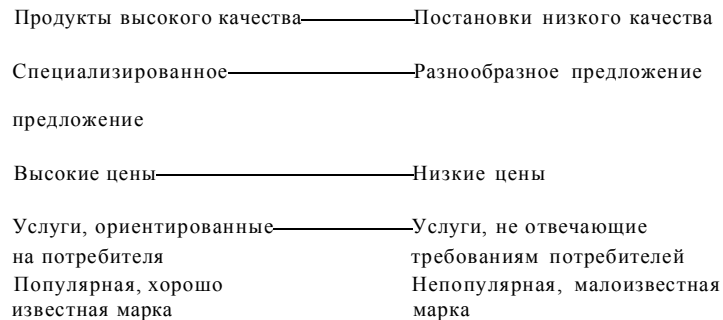 Продукты высокого качества Постановки низкого качества
Специализированное Разнообразное предложение
предложение
Высокие цены Низкие цены
Услуги, ориентированные Услуги, не отвечающие
на потребителя требованиям потребителей
Популярная, хорошо Непопулярная, малоизвестная
известная марка марка